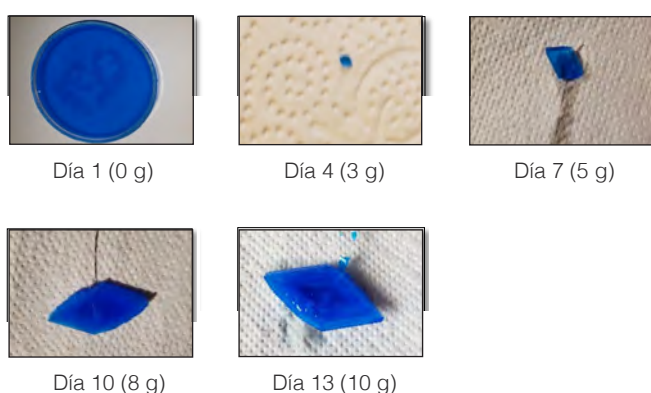 Día 1 (0 g)
Día 4 (3 g)
Día 7 (5 g)
Día 10 (8 g)
Día 13 (10 g)